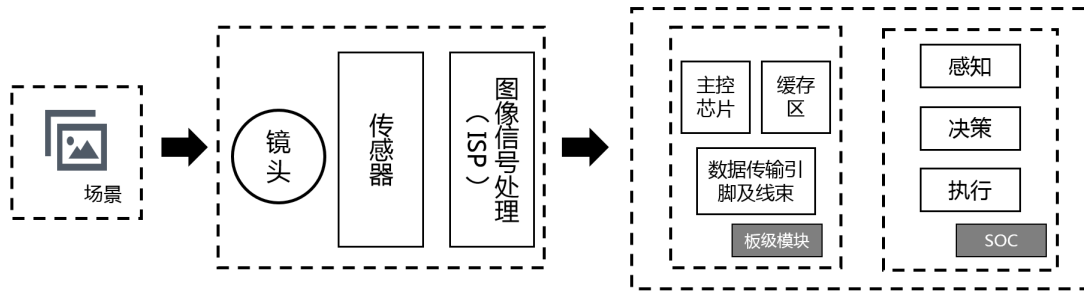 场景
镜头
传感器
图像信号处理
（ISP）
主控
芯片
缓存
区
数据传输引
脚及线束
板级模块
感知
决策
执行
SOC